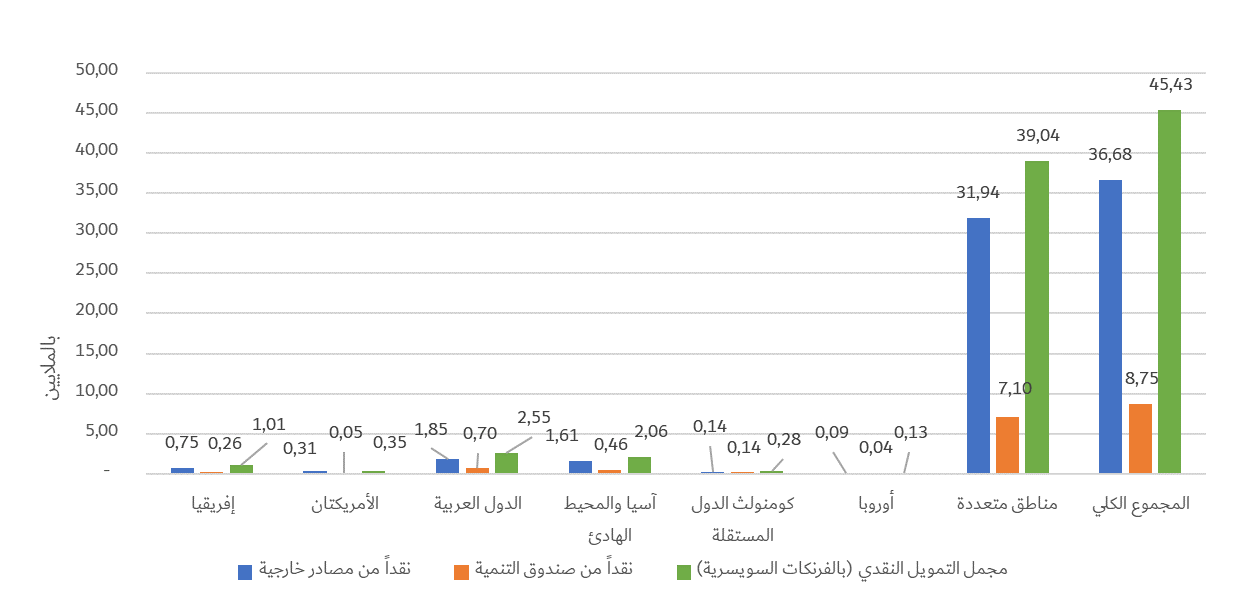 50,00
45,00
40,00
35,00
30,00
25,00
20,00
15,00
10,00
5,00
-
بالملايين
0,75 0,26 1,01
0,31 0,05 0,35
1,85 0,70 2,55
1,61 0,46 2,06
0,14 0,14 0,28
0,09 0,04 0,13
31,94 7,10 39,04
36,68 8,75 45,43
إفريقيا
الأمريكتان
الدول العربية
آسيا والمحيط
الهادئ
كومنولث الدول
المستقلة
أوروبا
مناطق متعددة
المجموع الكلي
نقداً من مصادر خارجية
نقداً من صندوق التنمية
مجمل التمويل النقدي (بالفرنكات السويسرية)